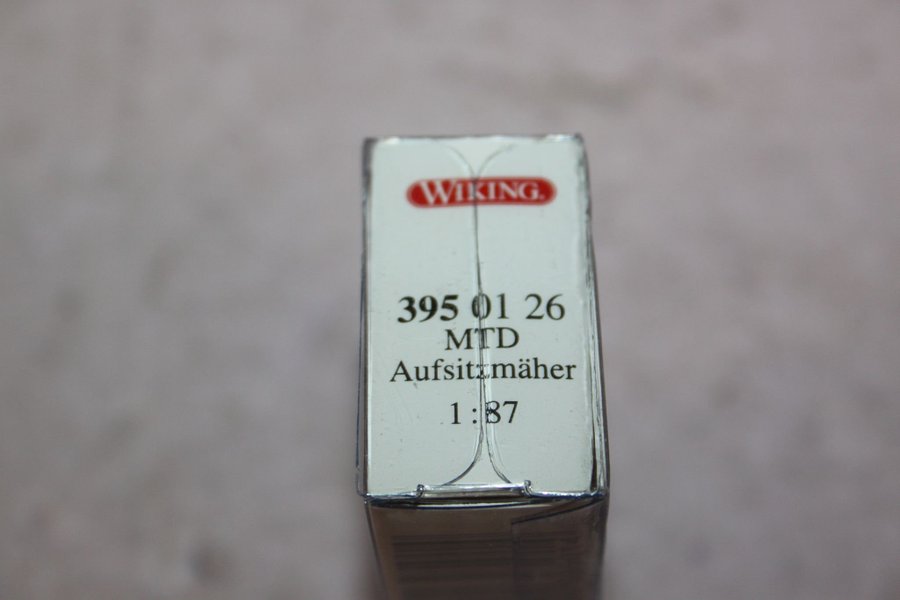 WIKING
395 01 26
MTD
Aufsitzmäher
1:87